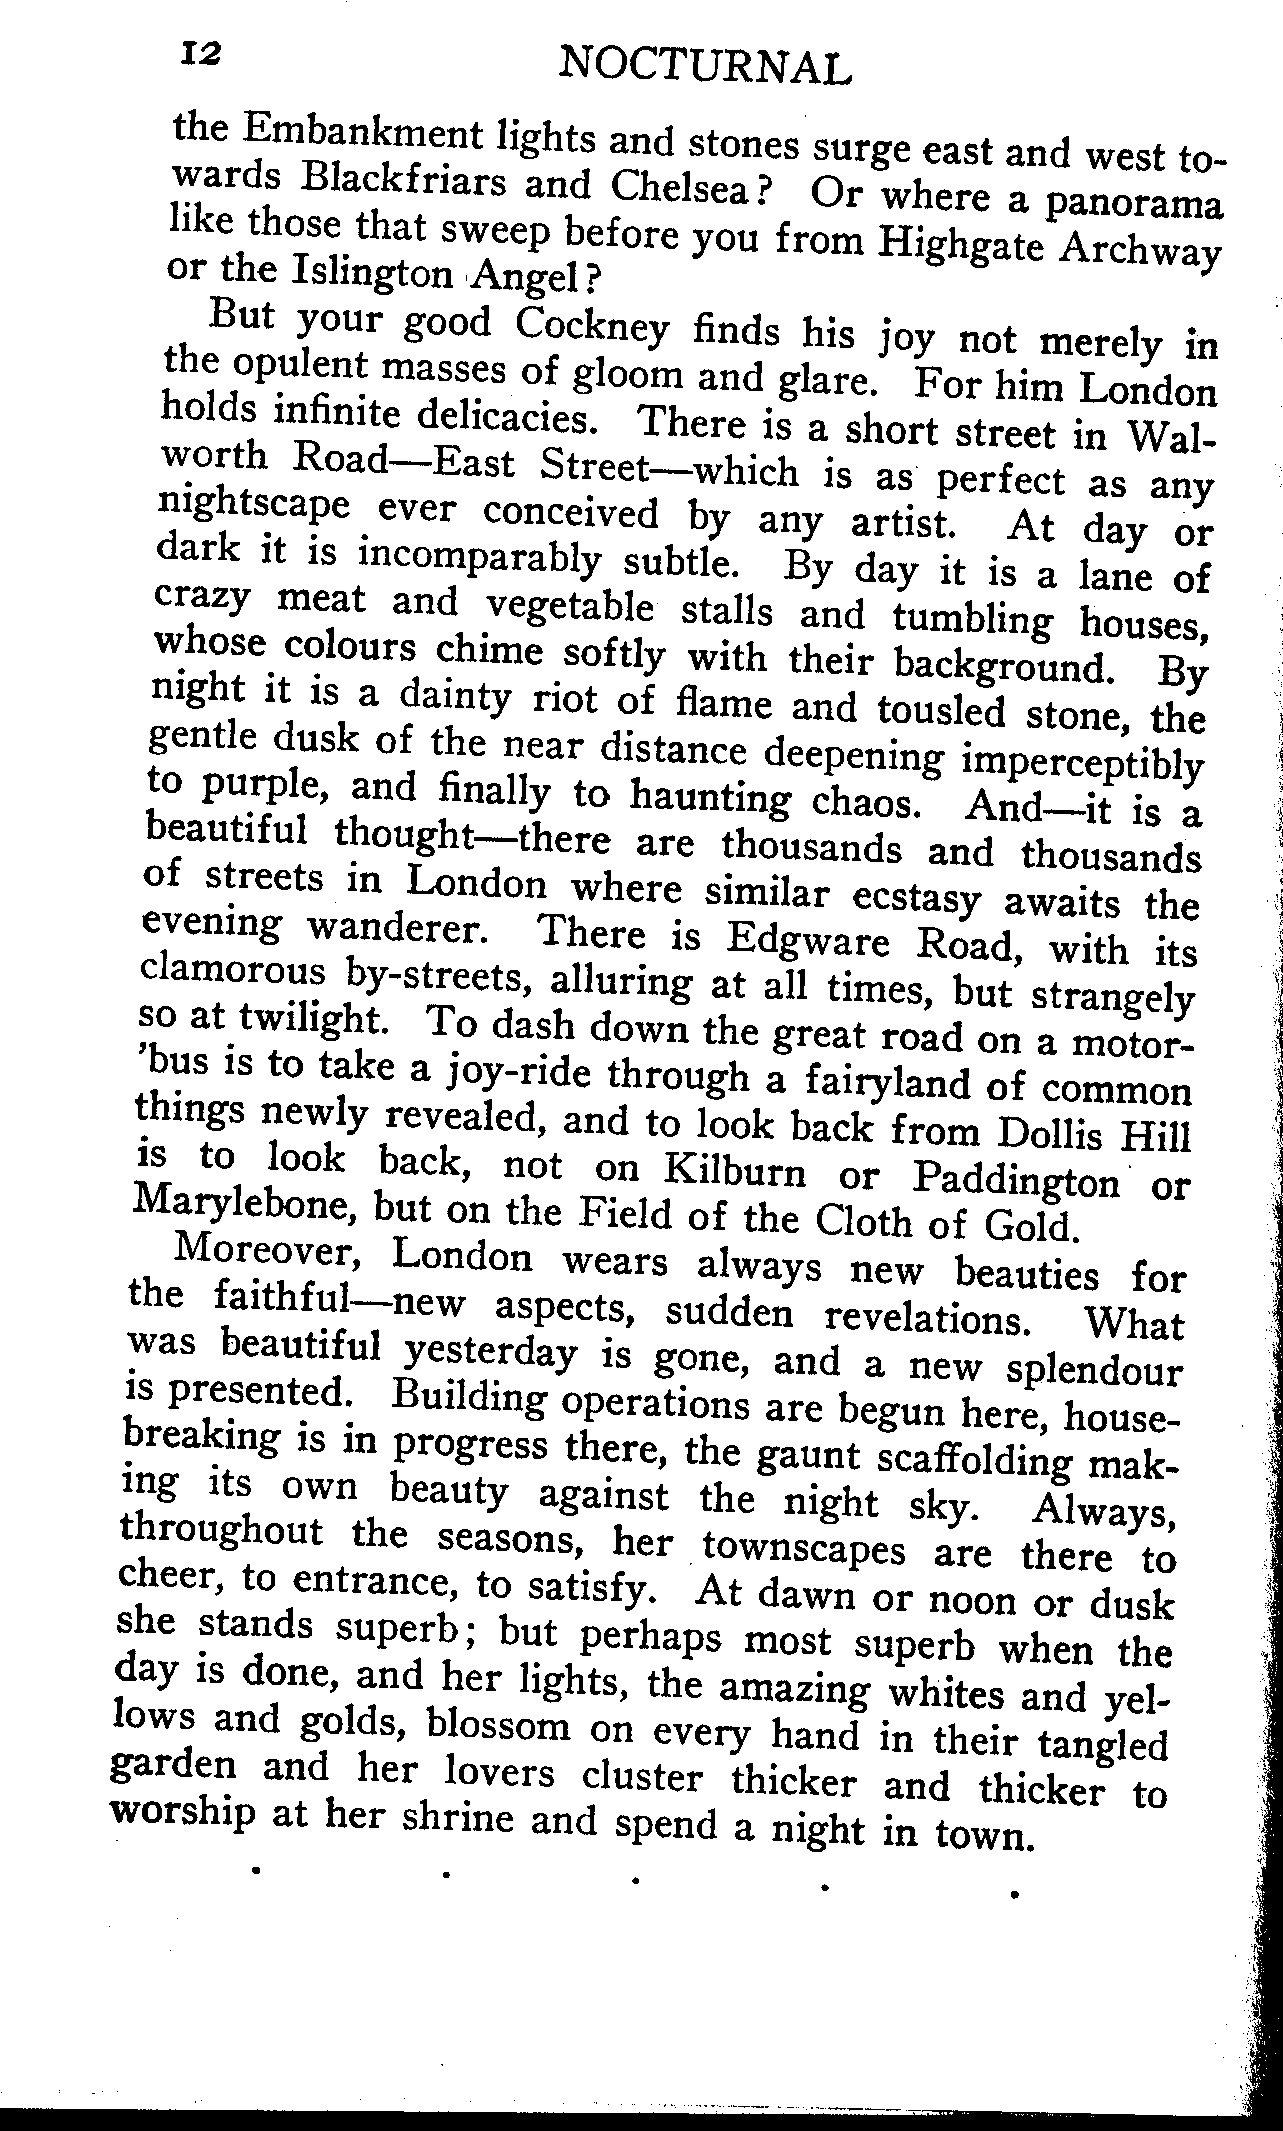 12 NOCTURNAL
the Embankment lights and stones surge east and west to-
wards Blackfriars and Chelsea? Or where a panorama
like those that sweep before you from Highgate Archway
or the Islington Angel?
But your good Cockney finds his joy not merely in
the opulent masses of gloom and glare. For him London
holds infinite delicacies. There is a short street in Wal-
worth Road—East Street—which is as perfect as any
nightscape ever conceived by any artist. At day or
dark it is incomparably subtle. By day it is a lane of
crazy meat and vegetable stalls and tumbling houses,
whose colours chime softly with their background. By
night it is a dainty riot of flame and tousled stone, the
gentle dusk of the near distance deepening imperceptibly
to purple, and finally to haunting chaos. And—it is a
beautiful thought—there are thousands and thousands
of streets in London where similar ecstasy awaits the
evening wanderer. There is Edgware Road, with its
clamorous by-streets, alluring at all times, but strangely
so at twilight. To dash down the great road on a motor-
'bus is to take a joy-ride through a fairyland of common
things newly revealed, and to look back from Dollis Hill
is to look back, not on Kilburn or Paddington or
Marylebone, but on the Field of the Cloth of Gold.
Moreover, London wears always new beauties for
the faithful—new aspects, sudden revelations. What
was beautiful yesterday is gone, and a new splendour
is presented. Building operations are begun here, house-
breaking is in progress there, the gaunt scaffolding mak-
ing its own beauty against the night sky. Always,
throughout the seasons, her townscapes are there to
cheer, to entrance, to satisfy. At dawn or noon or dusk
she stands superb; but perhaps most superb when the
day is done, and her lights, the amazing whites and yel-
lows and golds, blossom on every hand in their tangled
garden and her lovers cluster thicker and thicker to
worship at her shrine and spend a night in town.
. . . . .